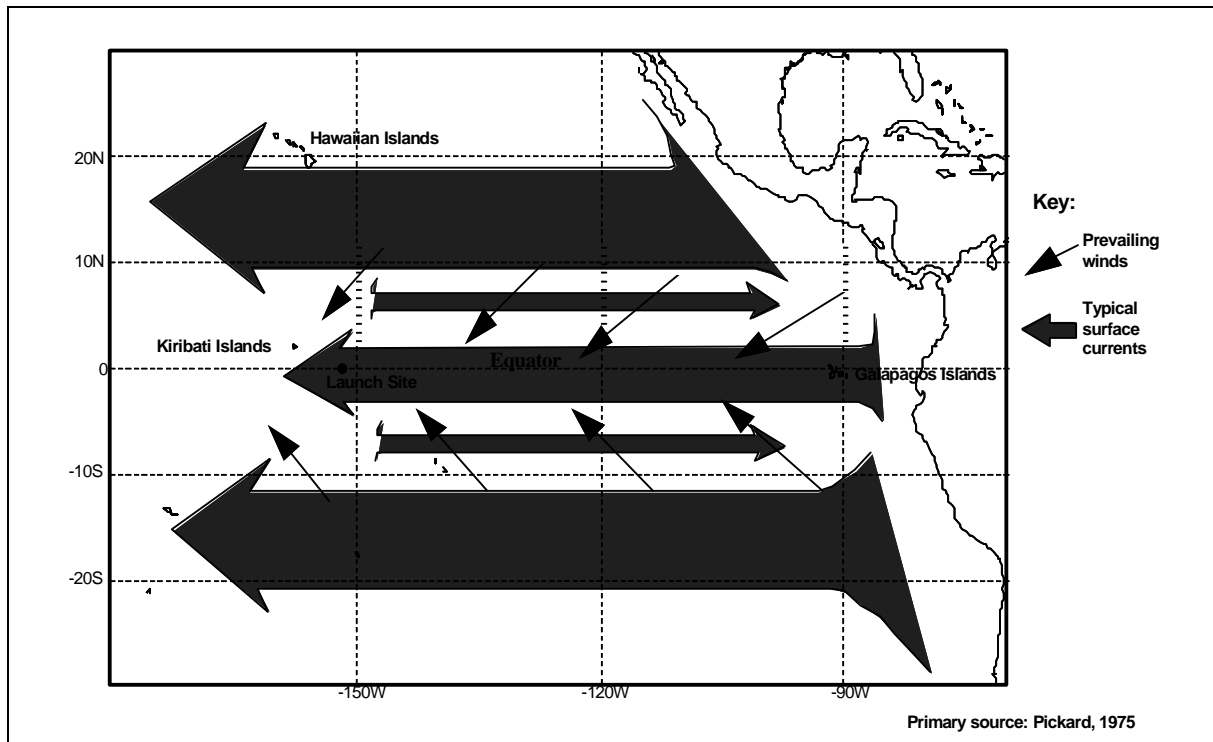 Hawaiian Islands
20N
Key:
Prevailing
winds
10N
Typical
surface
currents
Kiribati Islands
Equator
0
Launch Site
Galapagos Islands
-10S
-20S
-150W
-120W
-90W
Primary source: Pickard, 1975